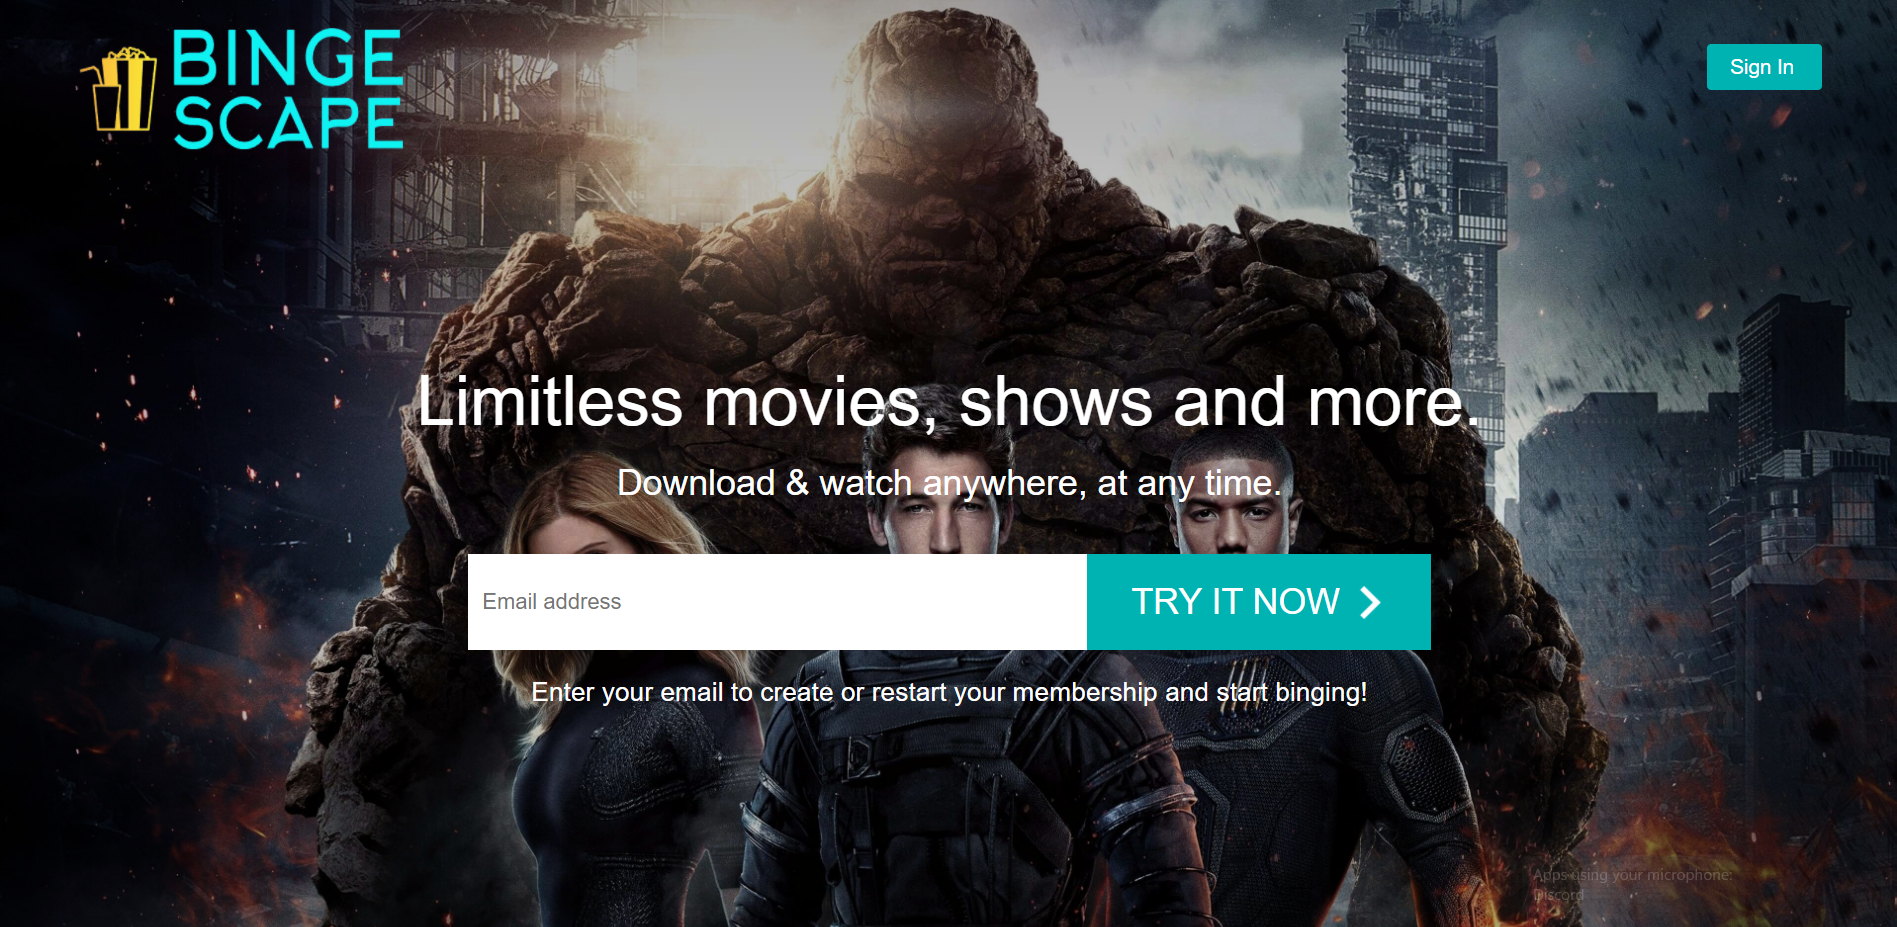 BINGE
SCAPE
Sign In
Limitless movies, shows and more.
Download & watch anywhere, at any time.
Email address
TRY IT NOW
Enter your email to create or restart your membership and start binging!
Apps using your microphone:
Discord